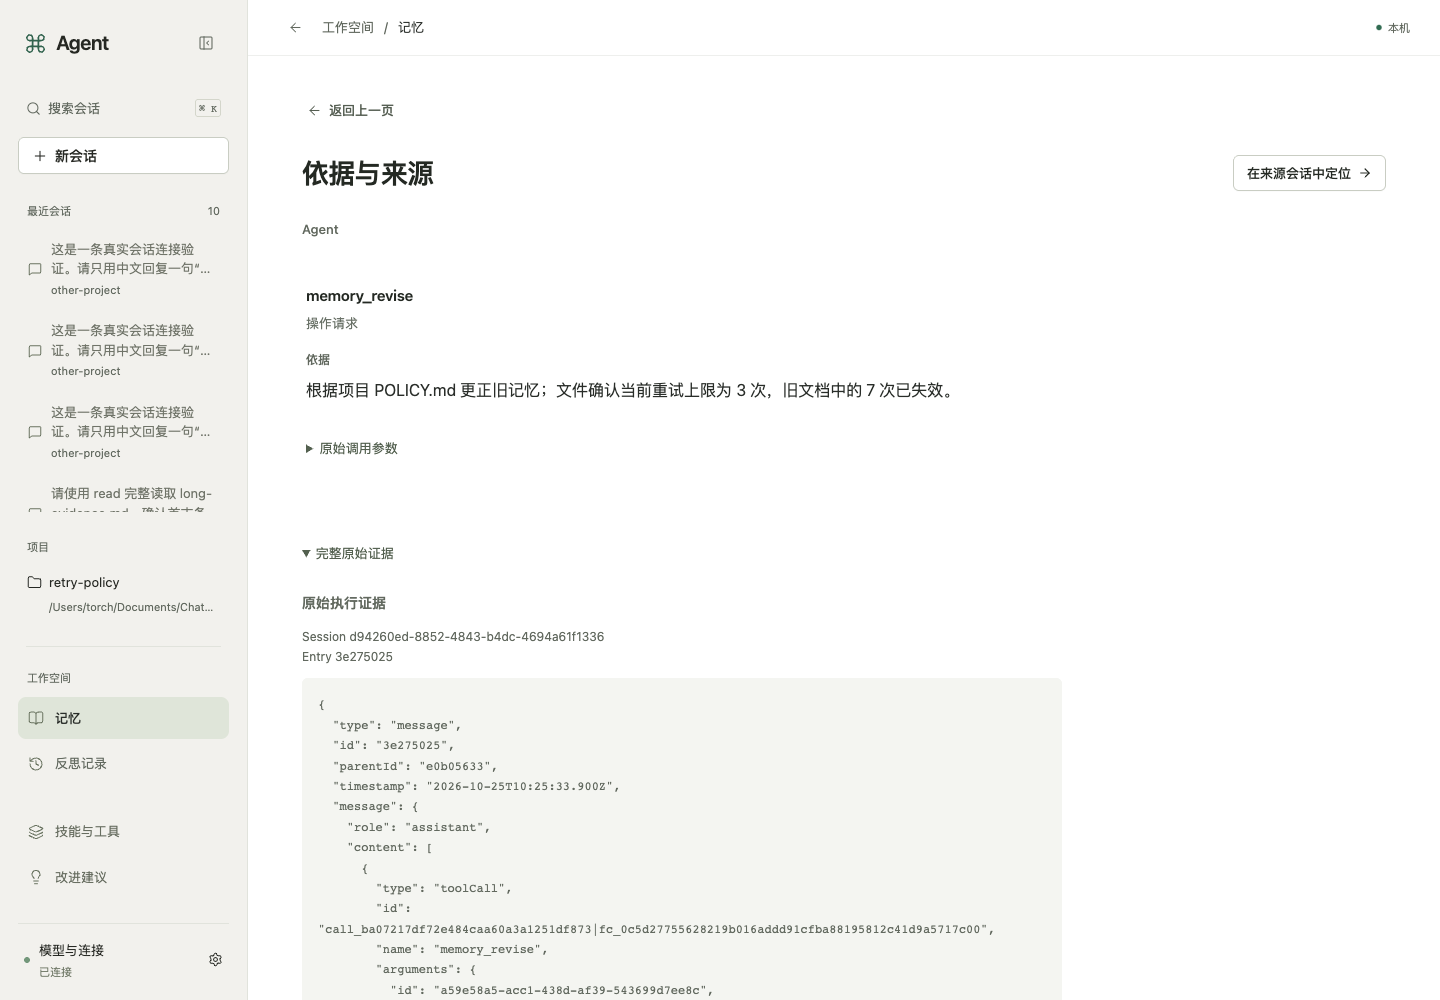 Agent
搜索会话
⌘ K
新会话
最近会话 10
这是一条真实会话连接验
证。请只用中文回复一句“...
other-project
这是一条真实会话连接验
证。请只用中文回复一句“...
other-project
这是一条真实会话连接验
证。请只用中文回复一句“...
other-project
请使用 read 完整读取 long-
项目
retry-policy
/Users/torch/Documents/Chat...
工作空间
记忆
反思记录
技能与工具
改进建议
模型与连接
已连接
工作空间 / 记忆
本机
返回上一页
依据与来源
在来源会话中定位
Agent
memory_revise
操作请求
依据
根据项目 POLICY.md 更正旧记忆；文件确认当前重试上限为 3 次，旧文档中的 7 次已失效。
原始调用参数
完整原始证据
原始执行证据
Session d94260ed-8852-4843-b4dc-4694a61f1336
Entry 3e275025
{
"type": "message",
"id": "3e275025",
"parentId": "e0b05633",
"timestamp": "2026-10-25T10:25:33.900Z",
"message": {
"role": "assistant",
"content": [
{
"type": "toolCall",
"id":
"call_ba07217df72e484caa60a3a1251df873|fc_0c5d27755628219b016addd91cfba88195812c41d9a5717c00",
"name": "memory_revise",
"arguments": {
"id": "a59e58a5-acc1-438d-af39-543699d7ee8c",